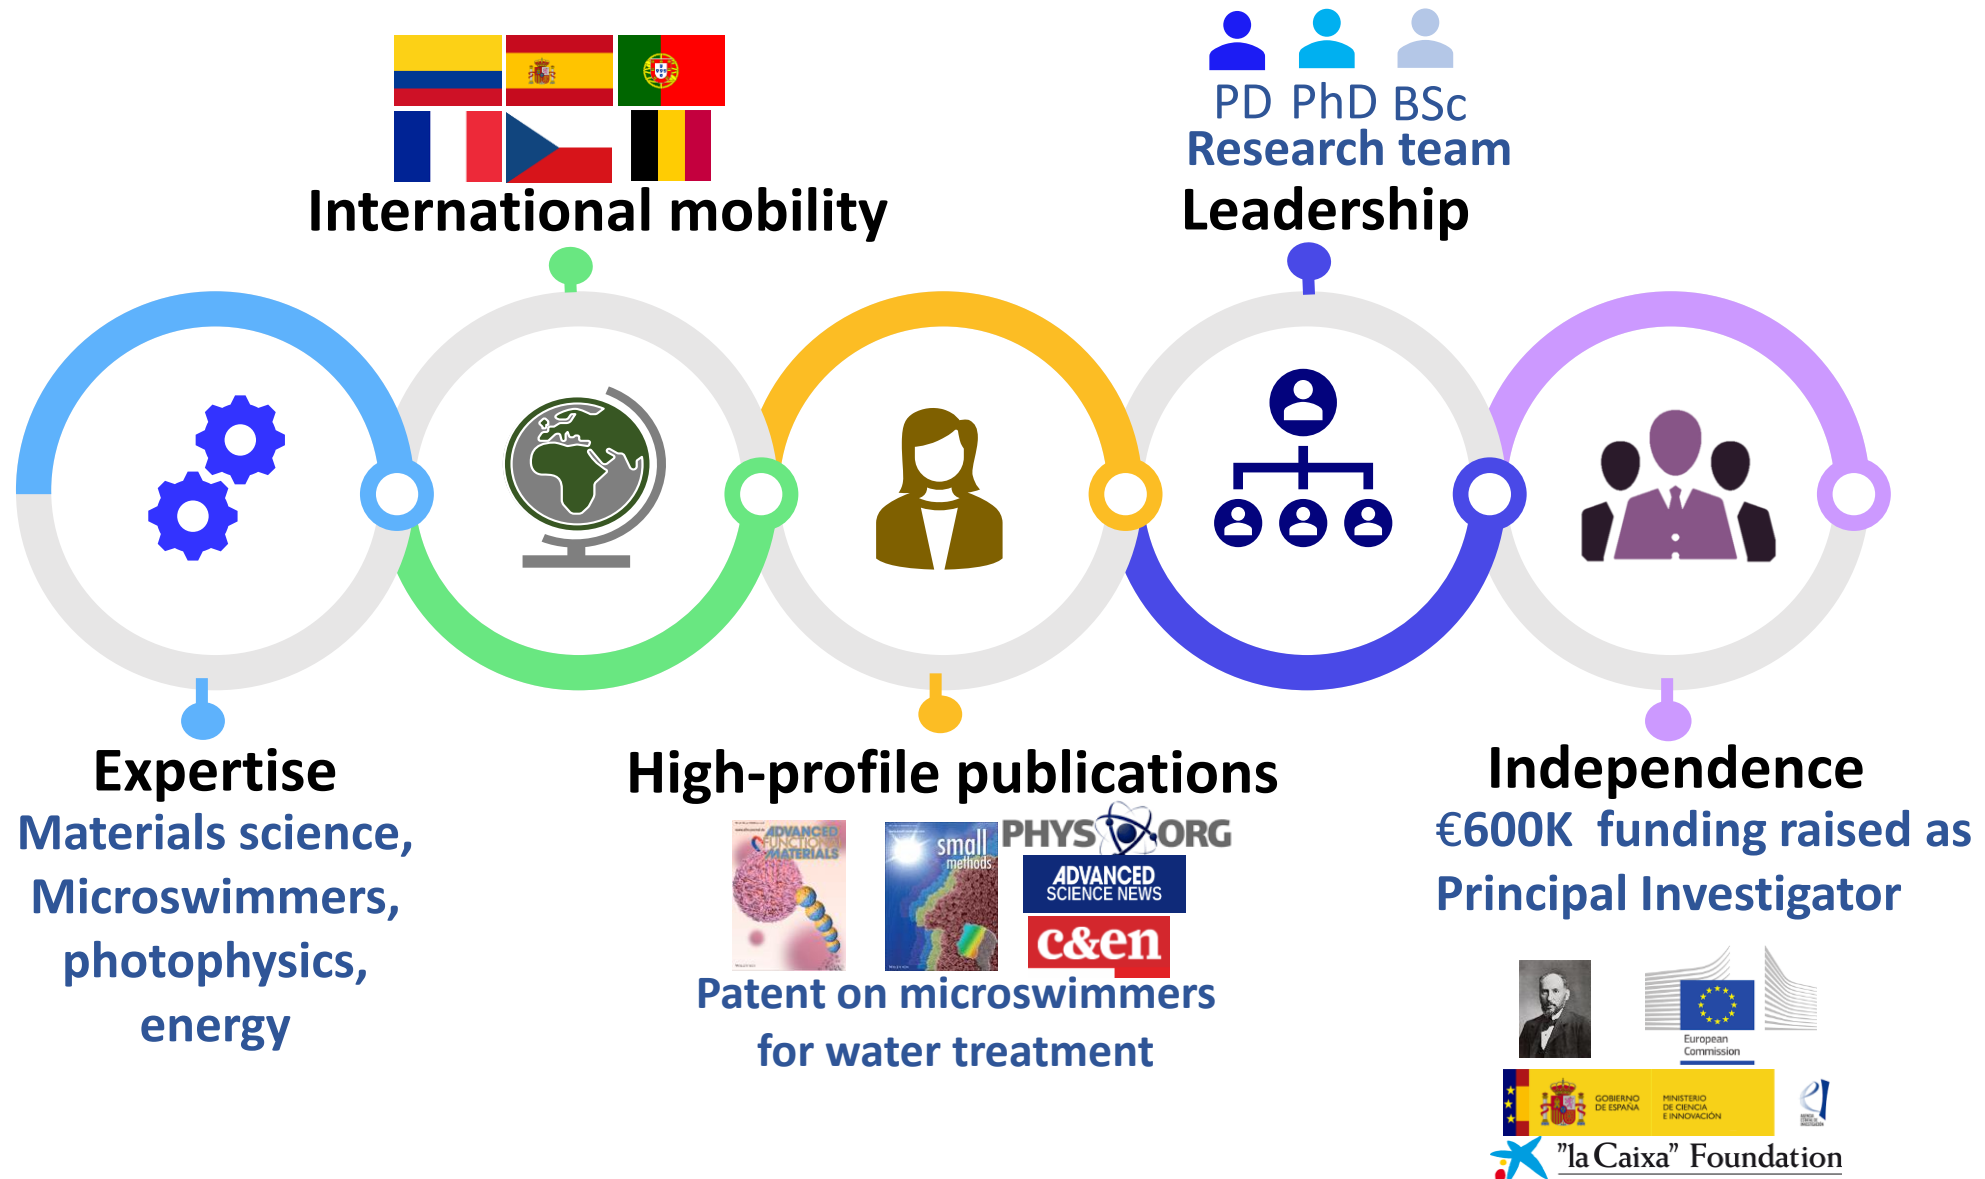 PD PhD BSc
Research team
International mobility
Leadership
Expertise
Materials science,
Microswimmers,
photophysics,
energy
High-profile publications
ADVANCED
FUNCTIONAL
MATERIALS
small
methods
PHYS ORG
ADVANCED
SCIENCE NEWS
c&en
Patent on microswimmers
for water treatment
Independence
€600K funding raised as
Principal Investigator
European
Commission
GOBIERNO
DE ESPAÑA
MINISTERIO
DE CIENCIA
E INNOVACIÓN
"la Caixa" Foundation